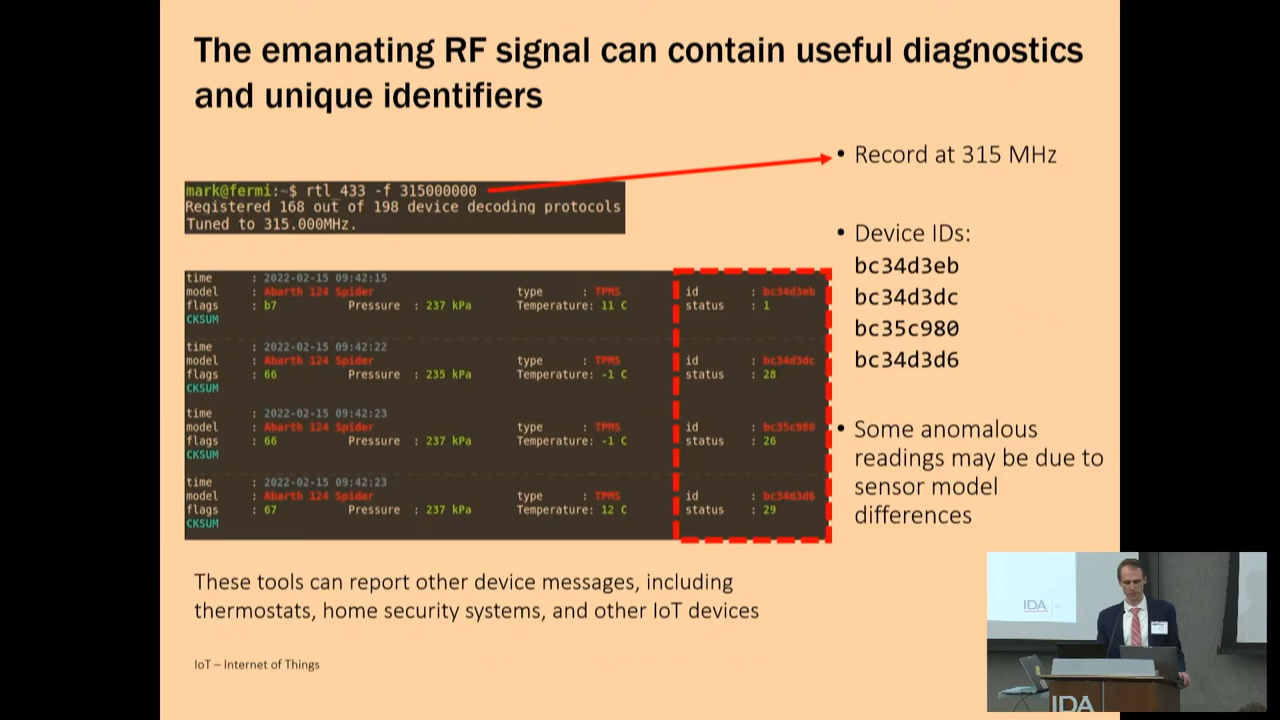 The emanating RF signal can contain useful diagnostics
and unique identifiers
mark@fermi:~$ rtl_433 -f 315000000
Registered 168 out of 198 device decoding protocols
Tuned to 315.000MHz.
time : 2022-02-15 09:42:15
model : Abarth 124 Spider type : TPMS id : bc34d3eb
flags : b7 Pressure : 237 kPa Temperature: 11 C status : 1
CKSUM
time : 2022-02-15 09:42:22
model : Abarth 124 Spider type : TPMS id : bc34d3dc
flags : 66 Pressure : 235 kPa Temperature: -1 C status : 28
CKSUM
time : 2022-02-15 09:42:23
model : Abarth 124 Spider type : TPMS id : bc35c980
flags : 66 Pressure : 237 kPa Temperature: -1 C status : 26
CKSUM
time : 2022-02-15 09:42:23
model : Abarth 124 Spider type : TPMS id : bc34d3d6
flags : 67 Pressure : 237 kPa Temperature: 12 C status : 29
CKSUM
• Record at 315 MHz
• Device IDs:
bc34d3eb
bc34d3dc
bc35c980
bc34d3d6
• Some anomalous
readings may be due to
sensor model
differences
These tools can report other device messages, including
thermostats, home security systems, and other IoT devices
IoT – Internet of Things
IDA
IDA